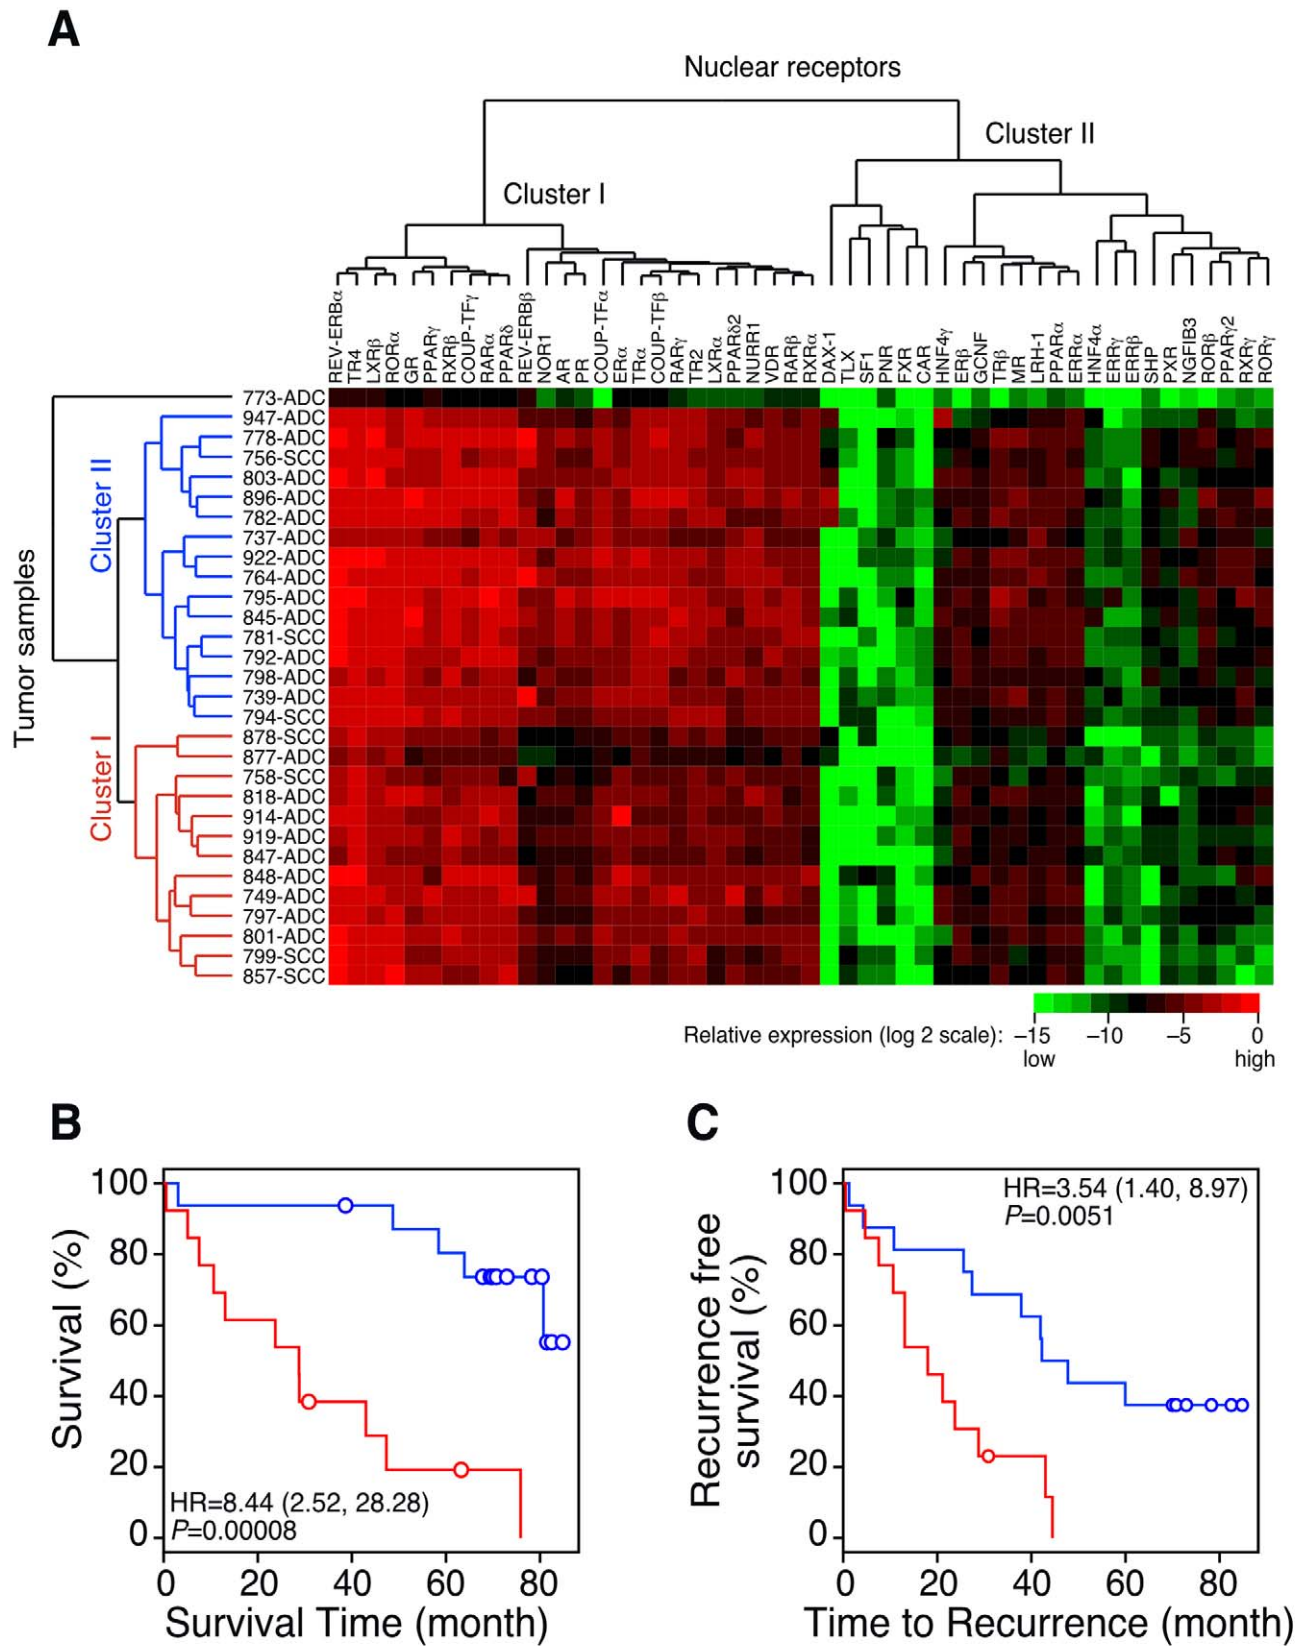 A
Nuclear receptors
Cluster II
Cluster I
REV-ERBα
TR4
LXRβ
RORα
GR
PPARγ
RXRβ
COUP-TFγ
RARα
PPARδ
REV-ERBβ
NOR1
AR
PR
COUP-TFα
ERα
TRα
COUP-TFβ
RARγ
TR2
LXRα
PPARδ2
NURR1
VDR
RARβ
RXRα
DAX-1
TLX
SF1
PNR
FXR
CAR
HNF4γ
ERβ
GCNF
TRβ
MR
LRH-1
PPARα
ERRα
HNF4α
ERRγ
ERRβ
SHP
PXR
NGFIB3
RORβ
PPARγ2
RXRγ
RORγ
Tumor samples
Cluster II
Cluster I
773-ADC
947-ADC
778-ADC
756-SCC
803-ADC
896-ADC
782-ADC
737-ADC
922-ADC
764-ADC
795-ADC
845-ADC
781-SCC
792-ADC
798-ADC
739-ADC
794-SCC
878-SCC
877-ADC
758-SCC
818-ADC
914-ADC
919-ADC
847-ADC
848-ADC
749-ADC
797-ADC
801-ADC
799-SCC
857-SCC
Relative expression (log 2 scale): −15 −10 −5 0
low high
B
Survival (%)
100
80
60
40
20
0
HR=8.44 (2.52, 28.28)
P=0.00008
0 20 40 60 80
Survival Time (month)
C
Recurrence free
survival (%)
100
80
60
40
20
0
HR=3.54 (1.40, 8.97)
P=0.0051
0 20 40 60 80
Time to Recurrence (month)